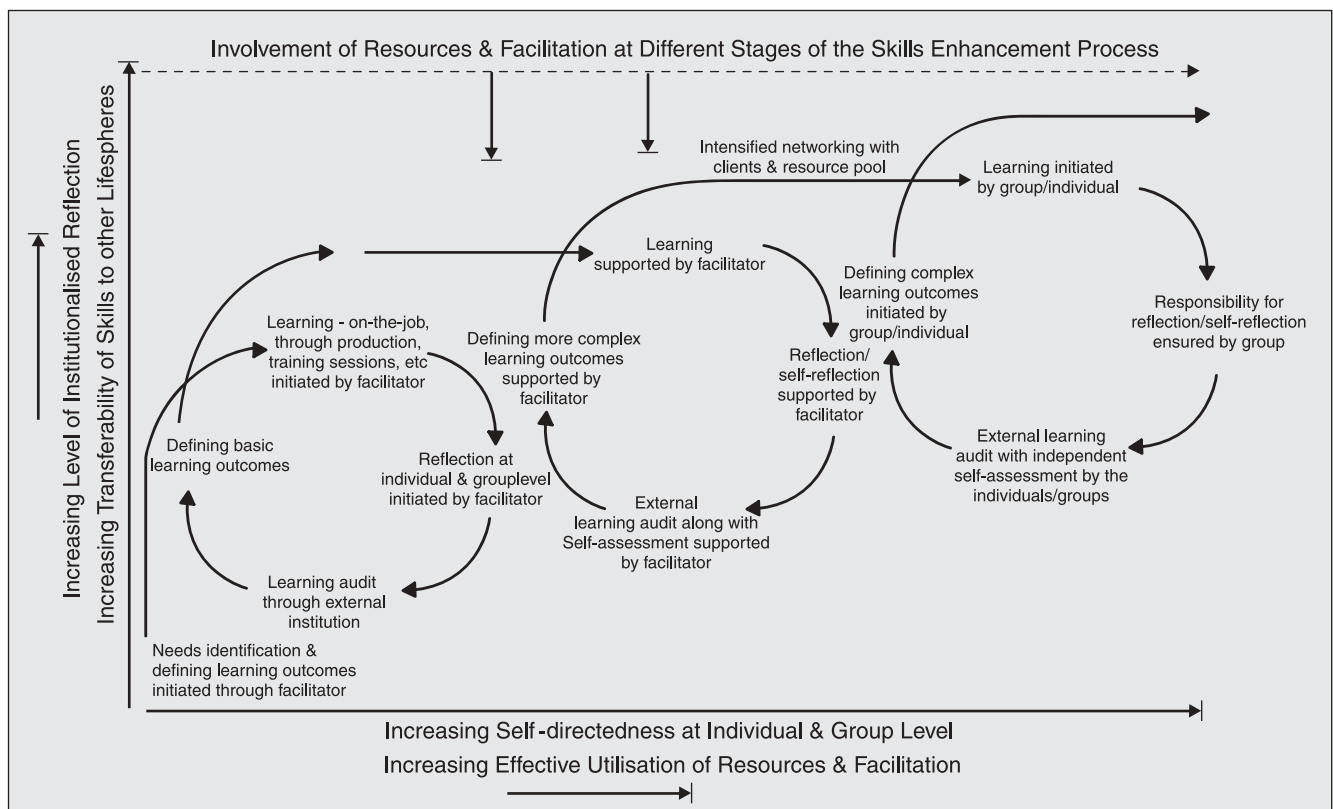 Involvement of Resources & Facilitation at Different Stages of the Skills Enhancement Process
Increasing Level of Institutionalised Reflection
Increasing Transferability of Skills to other Lifespheres
Needs identification &
defining learning outcomes
initiated through facilitator
Learning - on-the-job,
through production,
training sessions, etc
initiated by facilitator
Reflection at
individual & grouplevel
initiated by facilitator
Learning audit
through external
institution
Defining basic
learning outcomes
Learning
supported by facilitator
Reflection/
self-reflection
supported by
facilitator
External
learning audit along with
Self-assessment supported
by facilitator
Defining more complex
learning outcomes
supported by
facilitator
Intensified networking with
clients & resource pool
Learning initiated
by group/individual
Responsibility for
reflection/self-reflection
ensured by group
External learning
audit with independent
self-assessment by the
individuals/groups
Defining complex
learning outcomes
initiated by
group/individual
Increasing Self-directedness at Individual & Group Level
Increasing Effective Utilisation of Resources & Facilitation